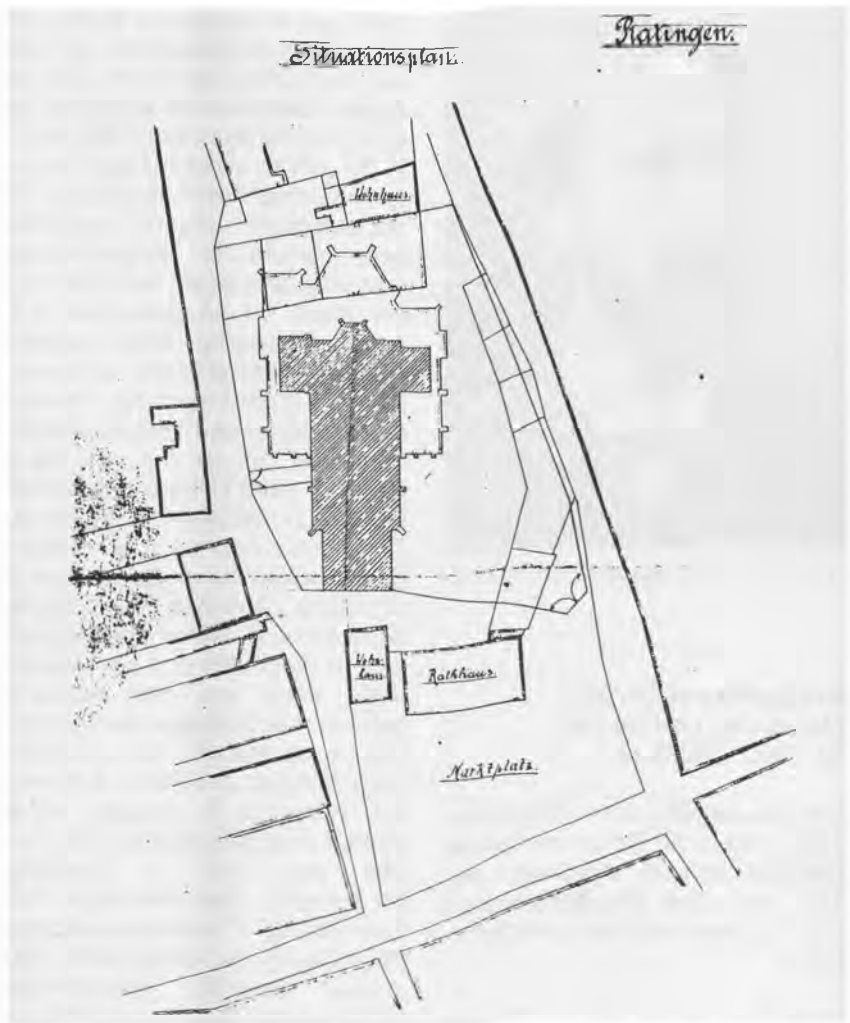 Situationsplan.
Ratingen.
Wohnhaus.
Wohn-
haus
Rathhaus.
Marktplatz.